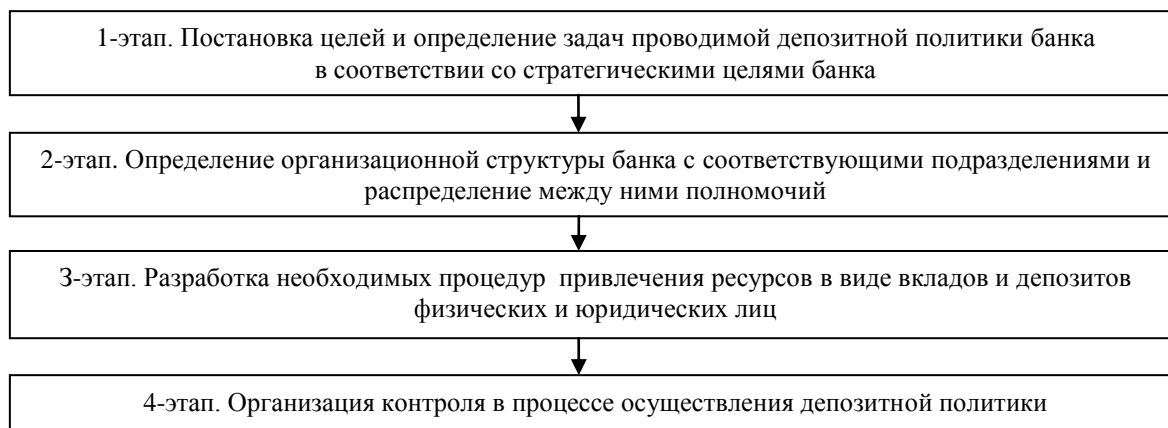 1-этап. Постановка целей и определение задач проводимой депозитной политики банка
в соответствии со стратегическими целями банка
2-этап. Определение организационной структуры банка с соответствующими подразделениями и
распределение между ними полномочий
3-этап. Разработка необходимых процедур привлечения ресурсов в виде вкладов и депозитов
физических и юридических лиц
4-этап. Организация контроля в процессе осуществления депозитной политики